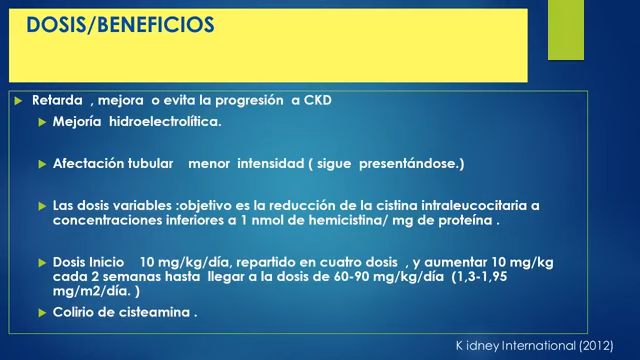 DOSIS/BENEFICIOS
Retarda , mejora o evita la progresión a CKD
Mejoría hidroelectrolítica.
Afectación tubular menor intensidad ( sigue presentándose.)
Las dosis variables :objetivo es la reducción de la cistina intraleucocitaria a
concentraciones inferiores a 1 nmol de hemicistina/ mg de proteína .
Dosis Inicio 10 mg/kg/día, repartido en cuatro dosis , y aumentar 10 mg/kg
cada 2 semanas hasta llegar a la dosis de 60-90 mg/kg/día (1,3-1,95
mg/m2/día. )
Colirio de cisteamina .
K idney International (2012)